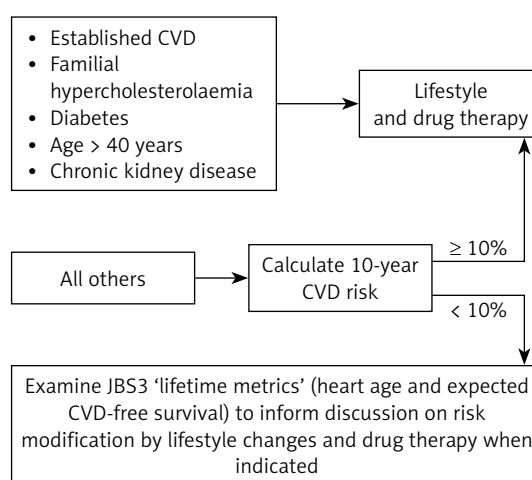 • Established CVD
• Familial
hypercholesterolaemia
• Diabetes
• Age > 40 years
• Chronic kidney disease
Lifestyle
and drug therapy
All others
Calculate 10-year
CVD risk
≥ 10%
< 10%
Examine JBS3 ‘lifetime metrics’ (heart age and expected
CVD-free survival) to inform discussion on risk
modification by lifestyle changes and drug therapy when
indicated